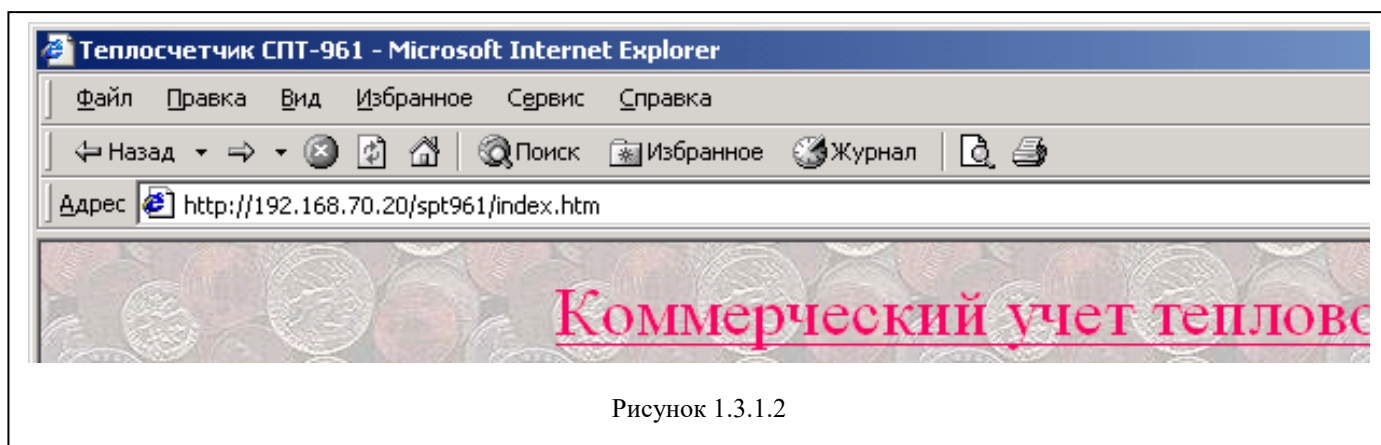 Теплосчетчик СПТ-961 - Microsoft Internet Explorer
Файл Правка Вид Избранное Сервис Справка
Назад Поиск Избранное Журнал
Адрес http://192.168.70.20/spt961/index.htm
Коммерческий учет теплово
Рисунок 1.3.1.2